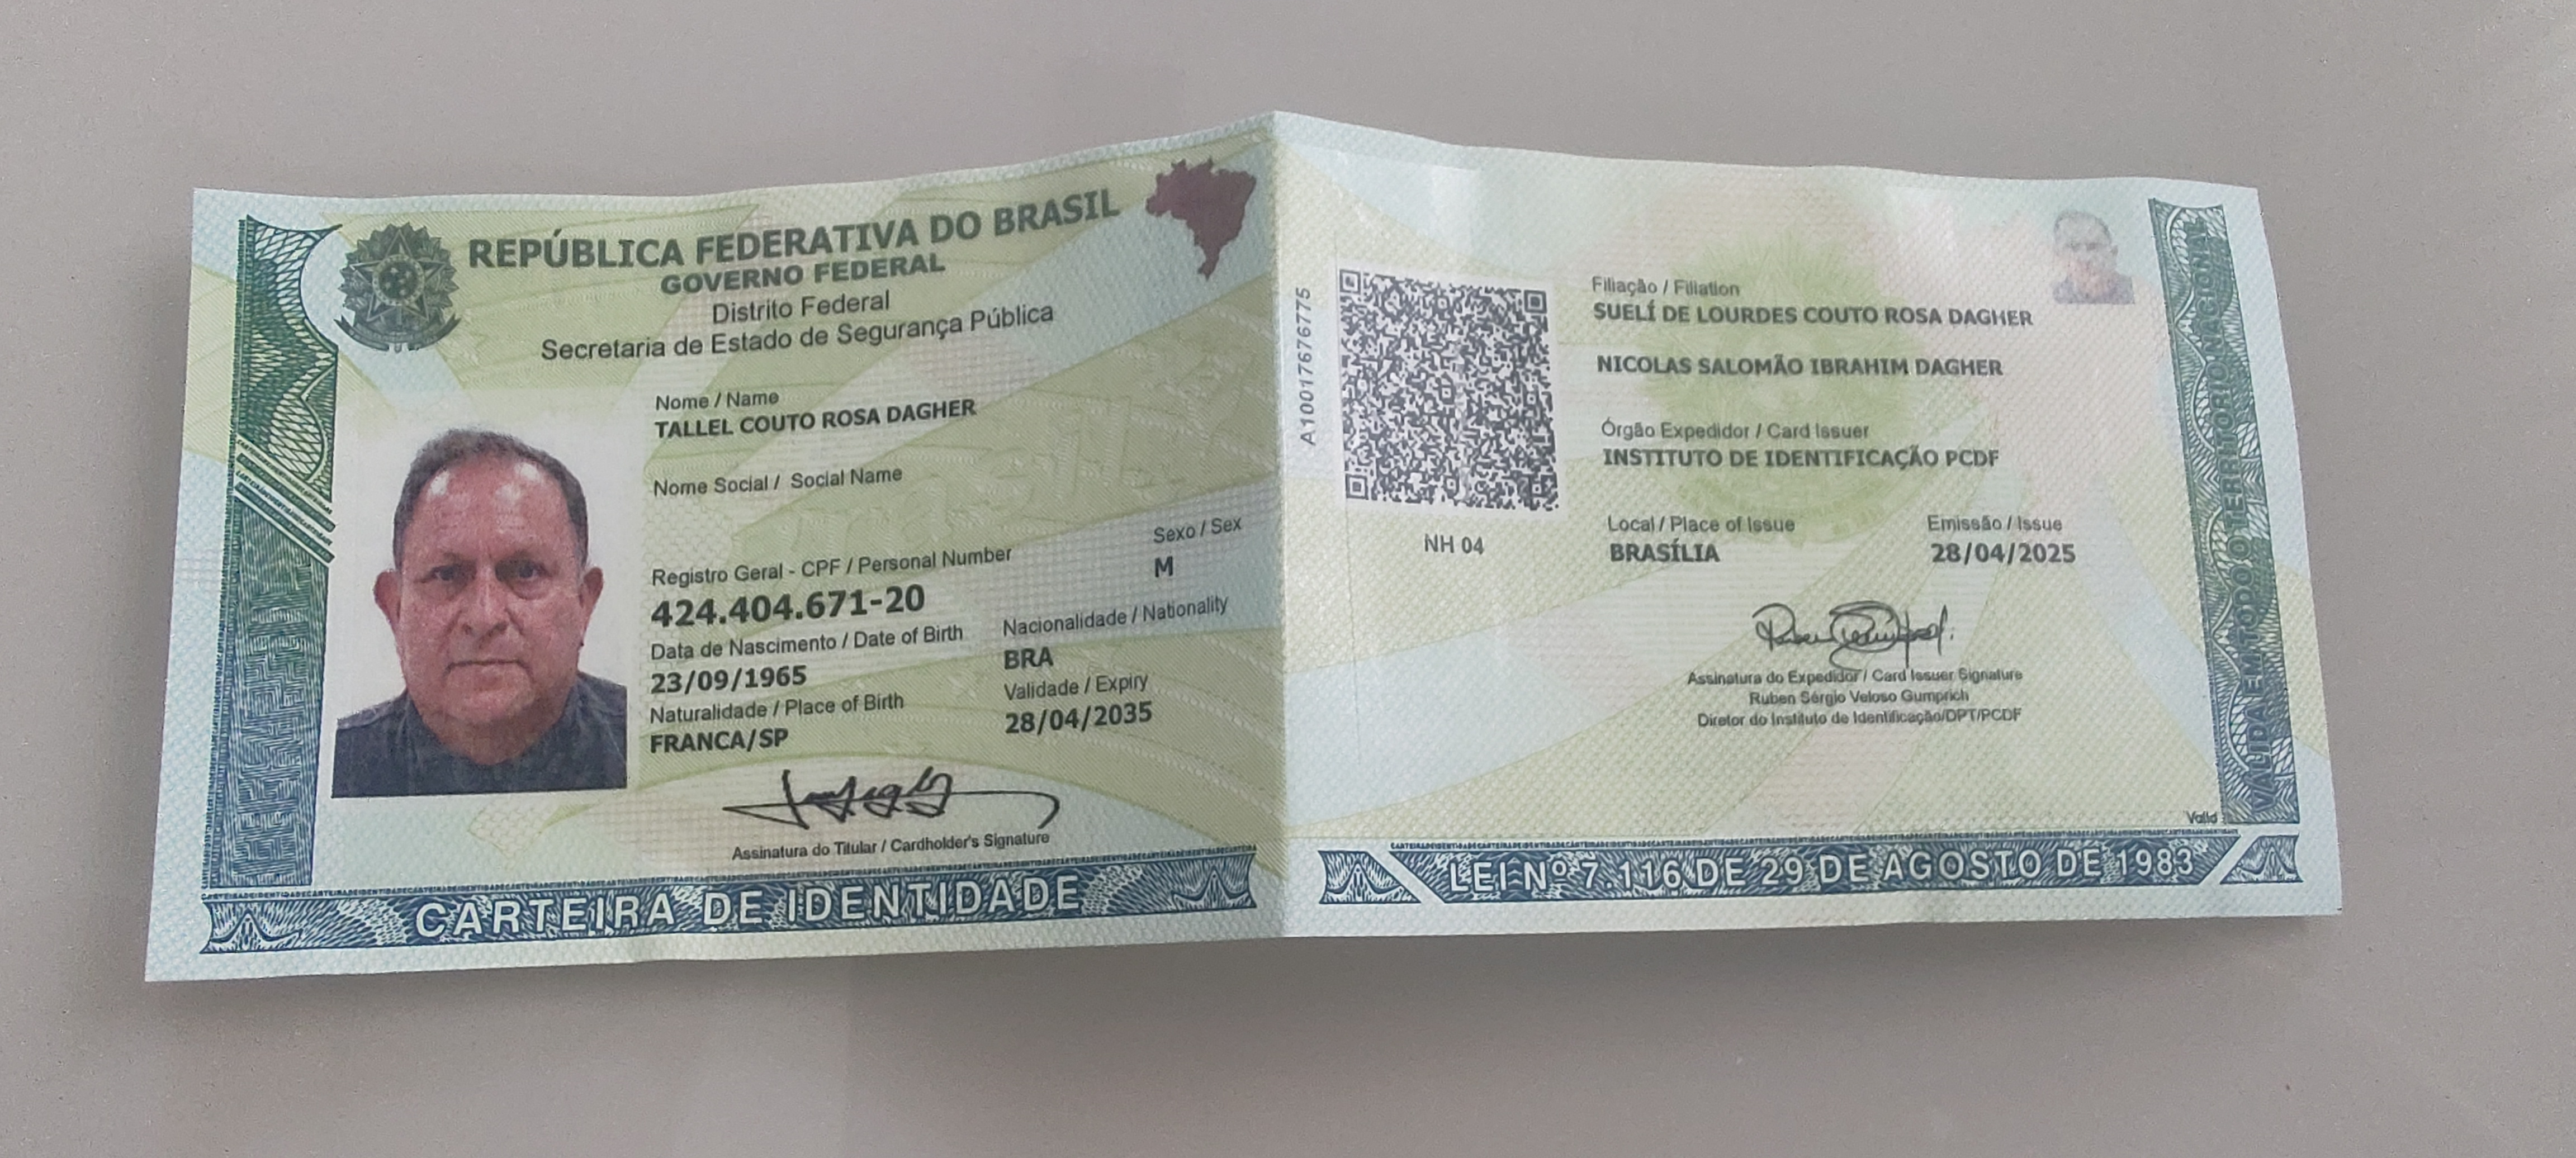 REPÚBLICA FEDERATIVA DO BRASIL
GOVERNO FEDERAL
Distrito Federal
Secretaria de Estado de Segurança Pública
Nome / Name
TALLEL COUTO ROSA DAGHER
Nome Social / Social Name
Registro Geral - CPF / Personal Number
Sexo / Sex
424.404.671-20
M
Data de Nascimento / Date of Birth
Nacionalidade / Nationality
23/09/1965
BRA
Naturalidade / Place of Birth
Validade / Expiry
FRANCA/SP
28/04/2035
Assinatura do Titular / Cardholder's Signature
CARTEIRA DE IDENTIDADE
A10017676775
NH 04
Filiação / Filiation
SUELÍ DE LOURDES COUTO ROSA DAGHER
NICOLAS SALOMÃO IBRAHIM DAGHER
Órgão Expedidor / Card Issuer
INSTITUTO DE IDENTIFICAÇÃO PCDF
Local / Place of Issue
Emissão / Issue
BRASÍLIA
28/04/2025
Assinatura do Expedidor / Card Issuer Signature
Ruben Sérgio Veloso Gumprich
Diretor do Instituto de Identificação/DPT/PCDF
Valid
LEI Nº 7.116 DE 29 DE AGOSTO DE 1983
VÁLIDA EM TODO O TERRITÓRIO NACIONAL